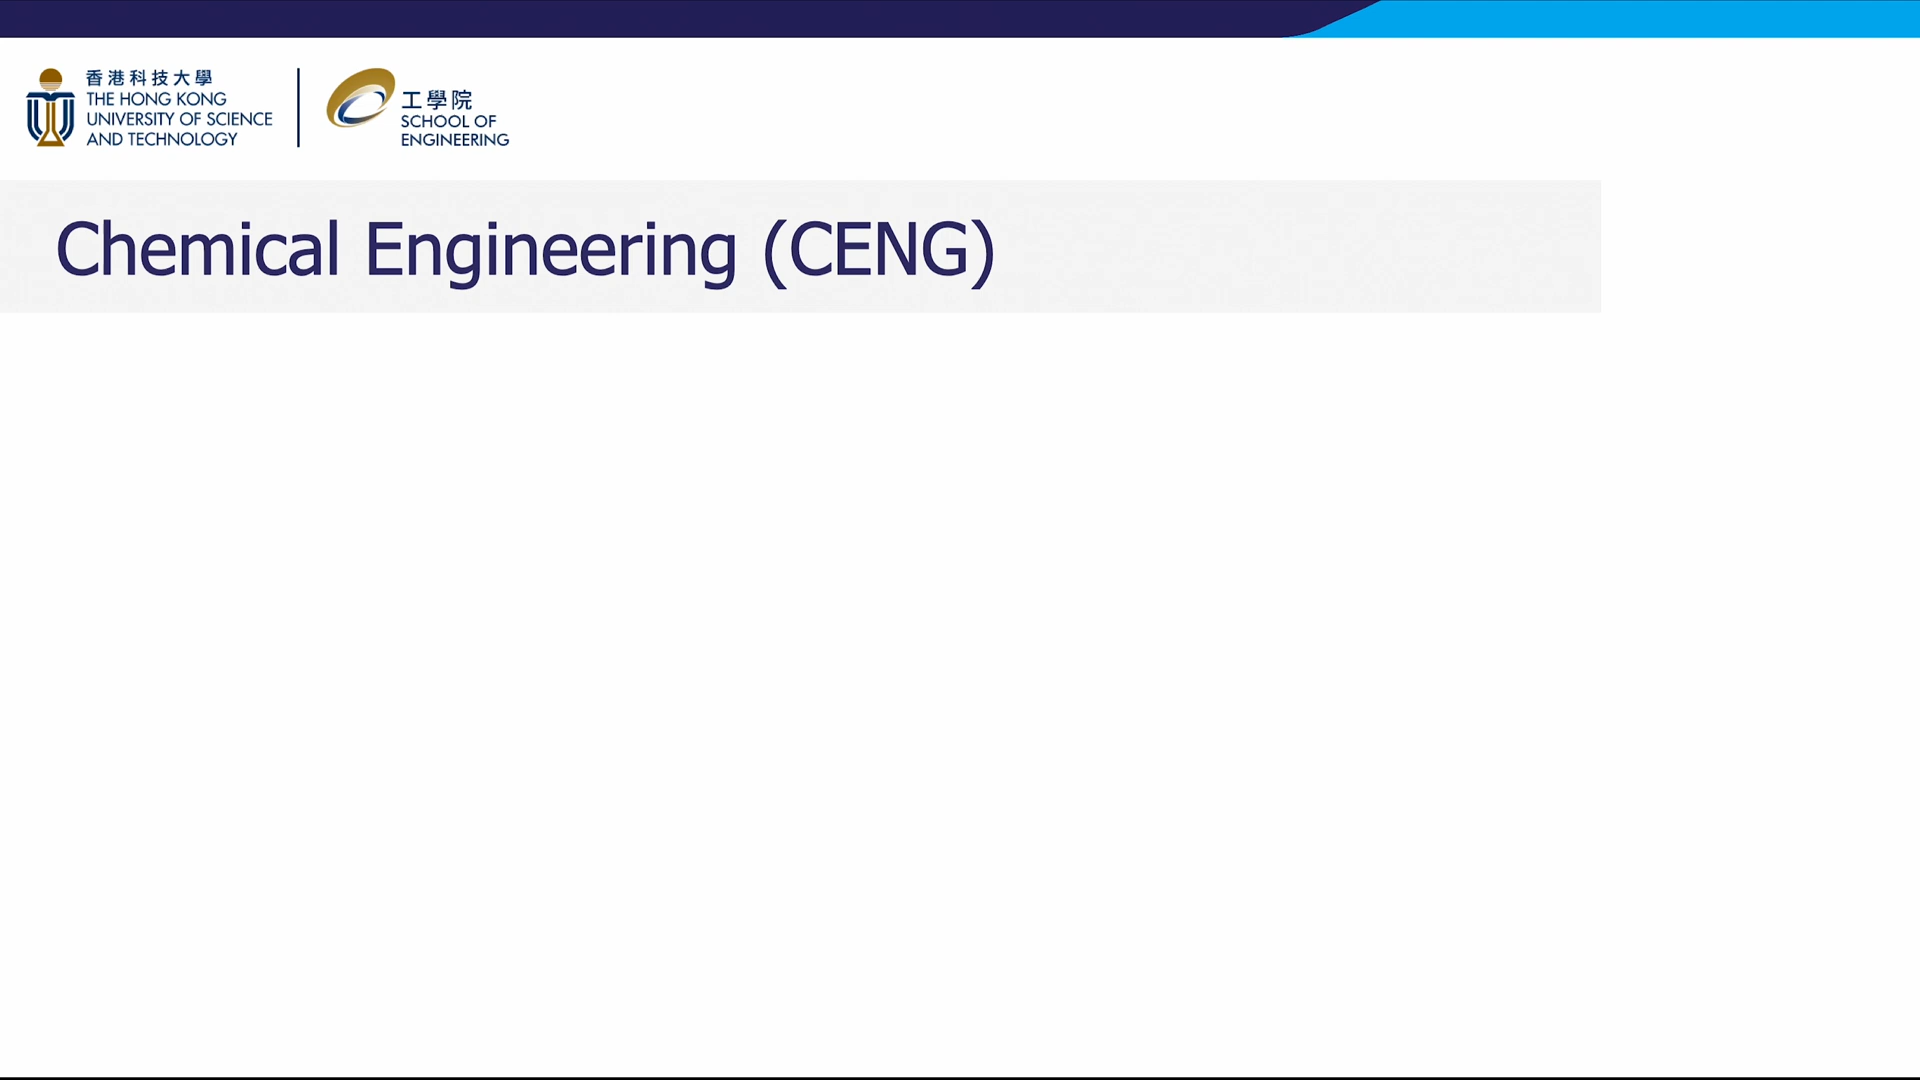 香港科技大學
THE HONG KONG
UNIVERSITY OF SCIENCE
AND TECHNOLOGY
工學院
SCHOOL OF
ENGINEERING
Chemical Engineering (CENG)